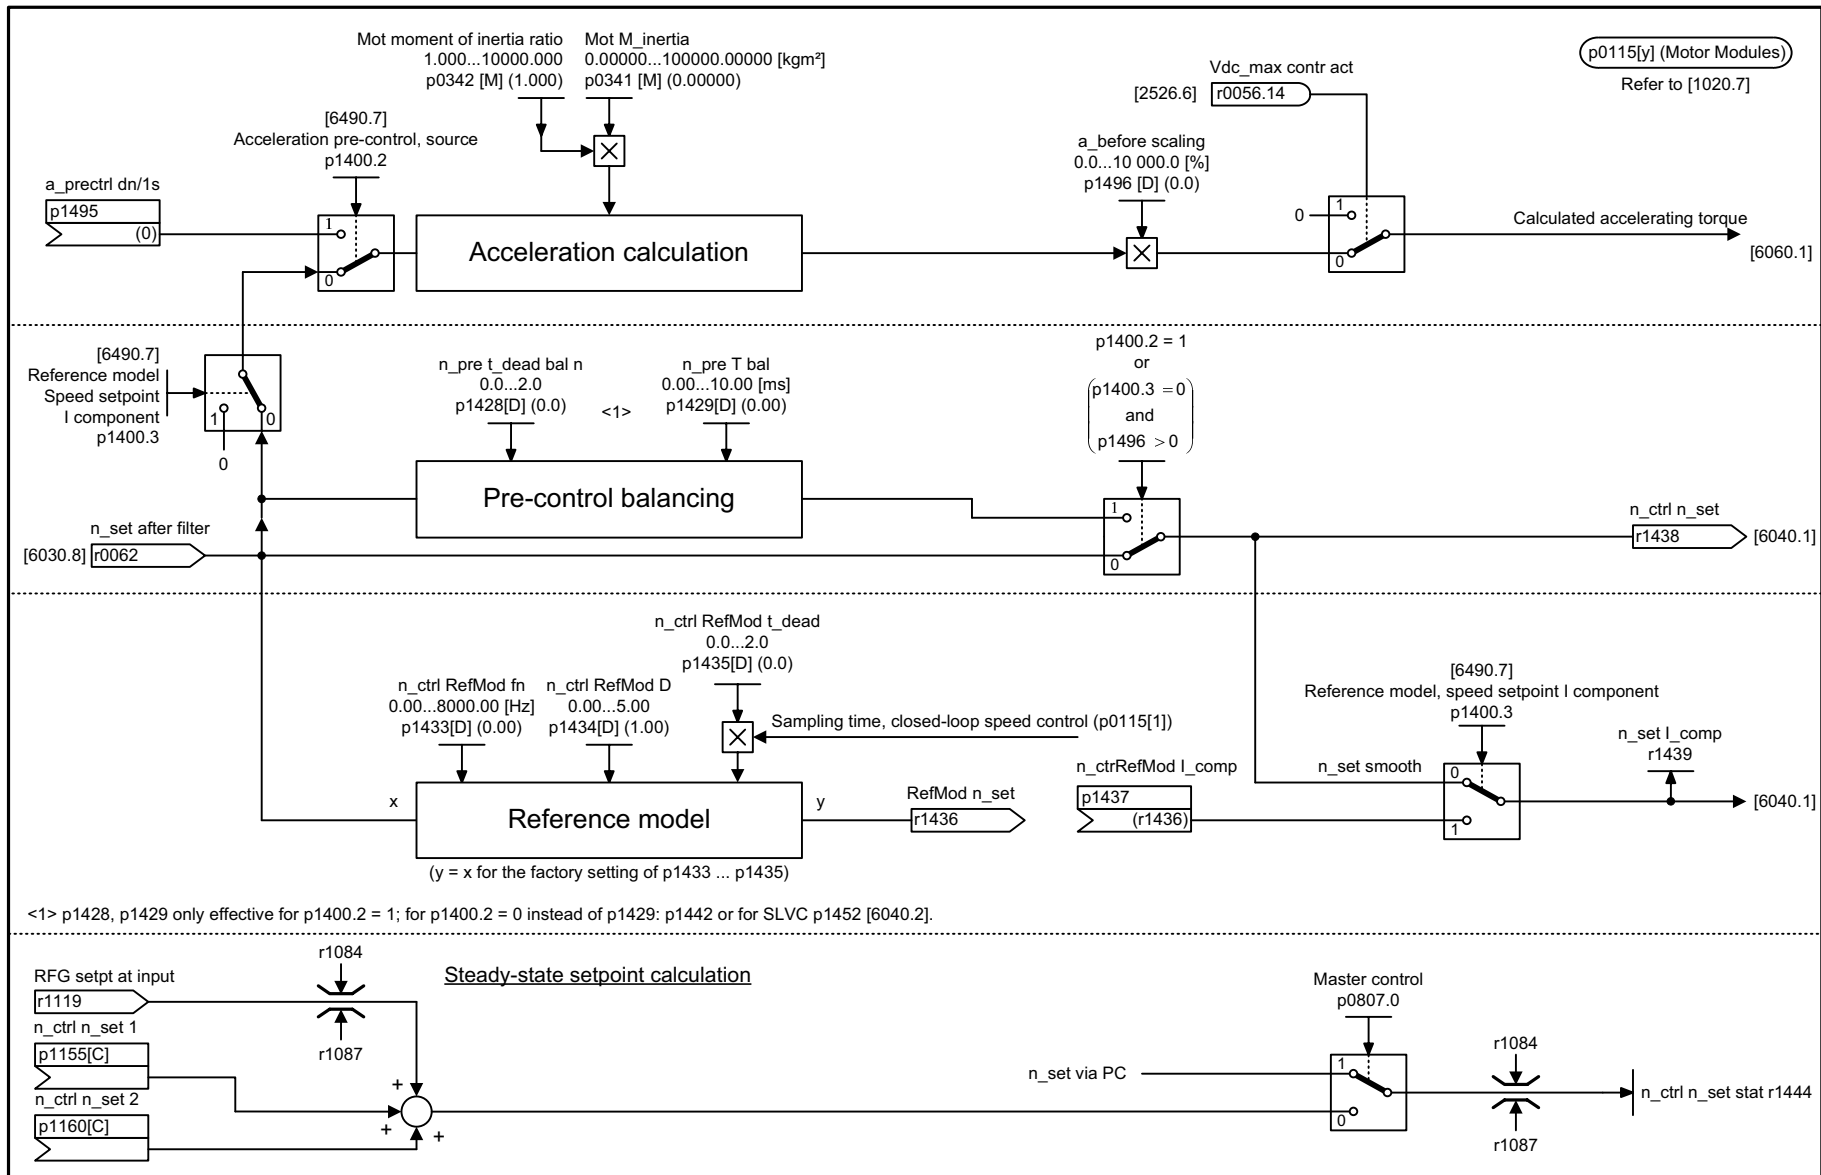 Mot moment of inertia ratio
1.000...10000.000
p0342 [M] (1.000)
Mot M_inertia
0.00000...100000.00000 [kgm²]
p0341 [M] (0.00000)
p0115[y] (Motor Modules)
Refer to [1020.7]
Vdc_max contr act
[2526.6]
r0056.14
[6490.7]
Acceleration pre-control, source
p1400.2
a_before scaling
0.0...10 000.0 [%]
p1496 [D] (0.0)
a_prectrl dn/1s
p1495
(0)
1
0
Acceleration calculation
0
1
0
Calculated accelerating torque
[6060.1]
[6490.7]
Reference model
Speed setpoint
I component
p1400.3
1
0
0
n_pre t_dead bal n
0.0...2.0
p1428[D] (0.0)
<1>
n_pre T bal
0.00...10.00 [ms]
p1429[D] (0.00)
p1400.2 = 1
or
(p1400.3 = 0
and
p1496 > 0)
Pre-control balancing
1
0
n_set after filter
[6030.8]
r0062
n_ctrl n_set
r1438
[6040.1]
n_ctrl RefMod t_dead
0.0...2.0
p1435[D] (0.0)
n_ctrl RefMod fn
0.00...8000.00 [Hz]
p1433[D] (0.00)
n_ctrl RefMod D
0.00...5.00
p1434[D] (1.00)
Sampling time, closed-loop speed control (p0115[1])
[6490.7]
Reference model, speed setpoint I component
p1400.3
n_set I_comp
r1439
x
Reference model
y
RefMod n_set
r1436
n_ctrRefMod I_comp
p1437
(r1436)
n_set smooth
0
1
[6040.1]
(y = x for the factory setting of p1433 ... p1435)
<1> p1428, p1429 only effective for p1400.2 = 1; for p1400.2 = 0 instead of p1429: p1442 or for SLVC p1452 [6040.2].
Steady-state setpoint calculation
RFG setpt at input
r1119
r1084
r1087
n_ctrl n_set 1
p1155[C]
n_ctrl n_set 2
p1160[C]
+
+
+
Master control
p0807.0
n_set via PC
1
0
r1084
r1087
n_ctrl n_set stat r1444